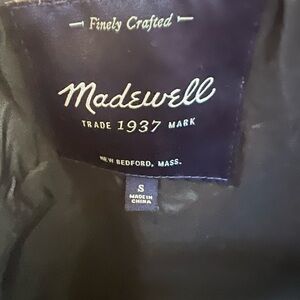 Finely Crafted
Madewell
TRADE 1937 MARK
NEW BEDFORD, MASS.
S
MADE IN
CHINA